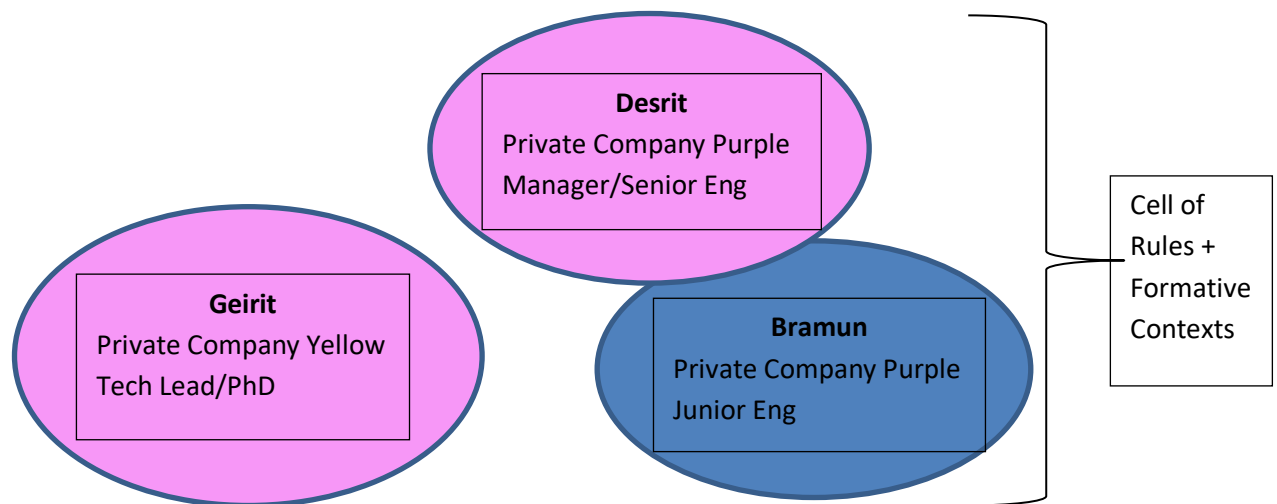 Desrit
Private Company Purple
Manager/Senior Eng
Geirit
Private Company Yellow
Tech Lead/PhD
Bramun
Private Company Purple
Junior Eng
Cell of
Rules +
Formative
Contexts